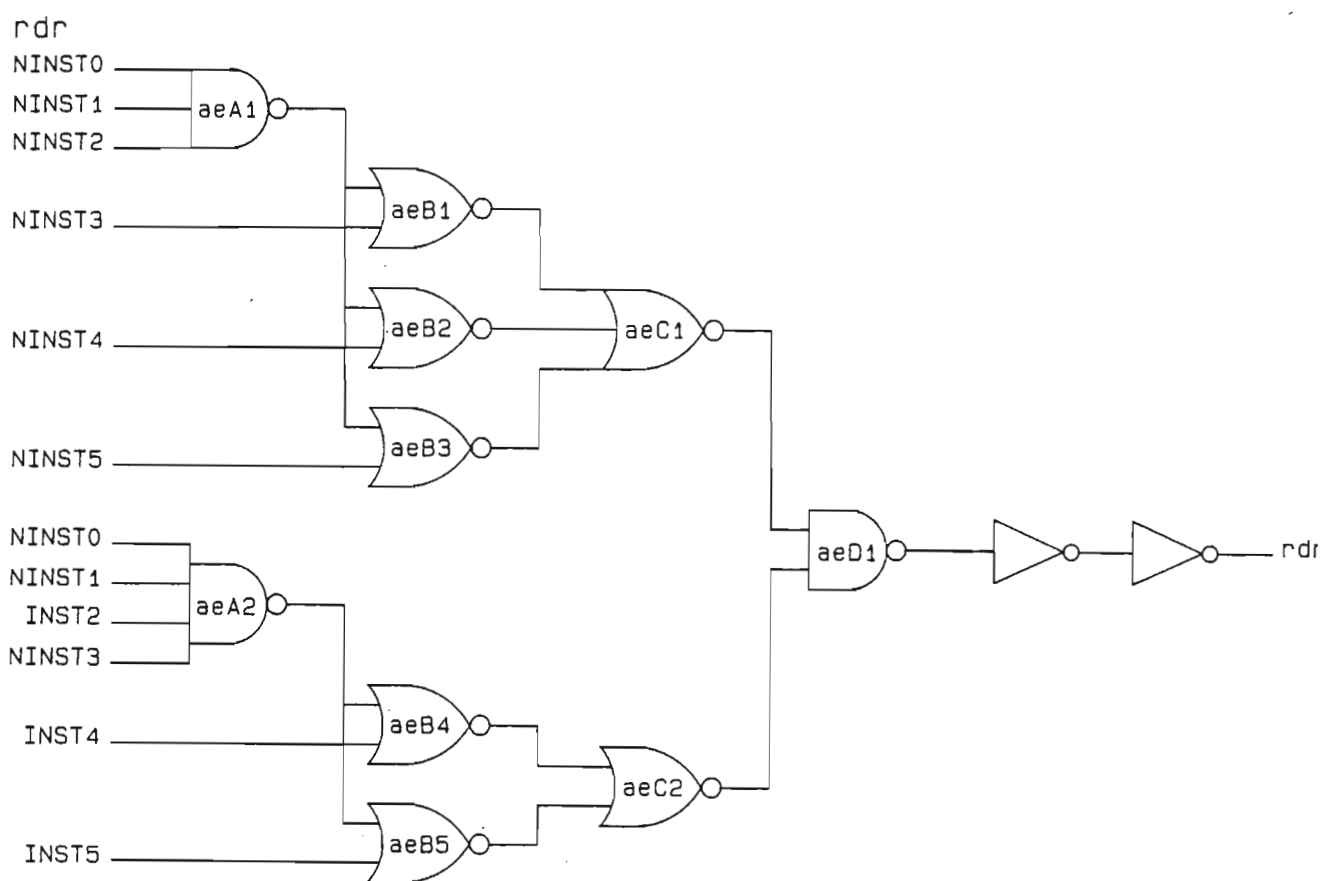 rdr
NINST0
NINST1
NINST2
aeA1
NINST3
aeB1
NINST4
aeB2
aeC1
NINST5
aeB3
NINST0
NINST1
INST2
NINST3
aeA2
aeD1
rdr
INST4
aeB4
aeC2
INST5
aeB5